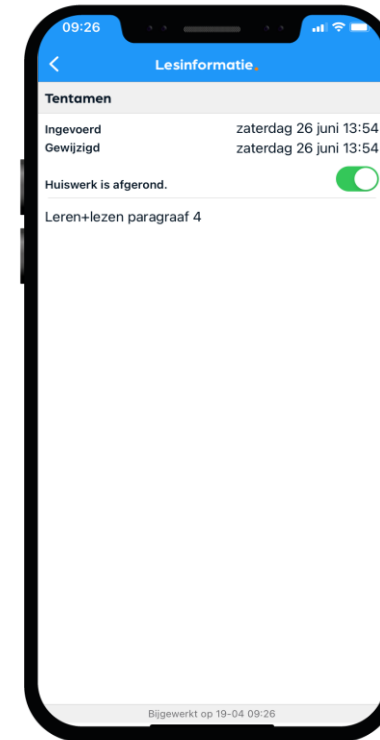 09:26
Lesinformatie.
Tentamen
Ingevoerd zaterdag 26 juni 13:54
Gewijzigd zaterdag 26 juni 13:54
Huiswerk is afgerond.
Leren+lezen paragraaf 4
Bijgewerkt op 19-04 09:26